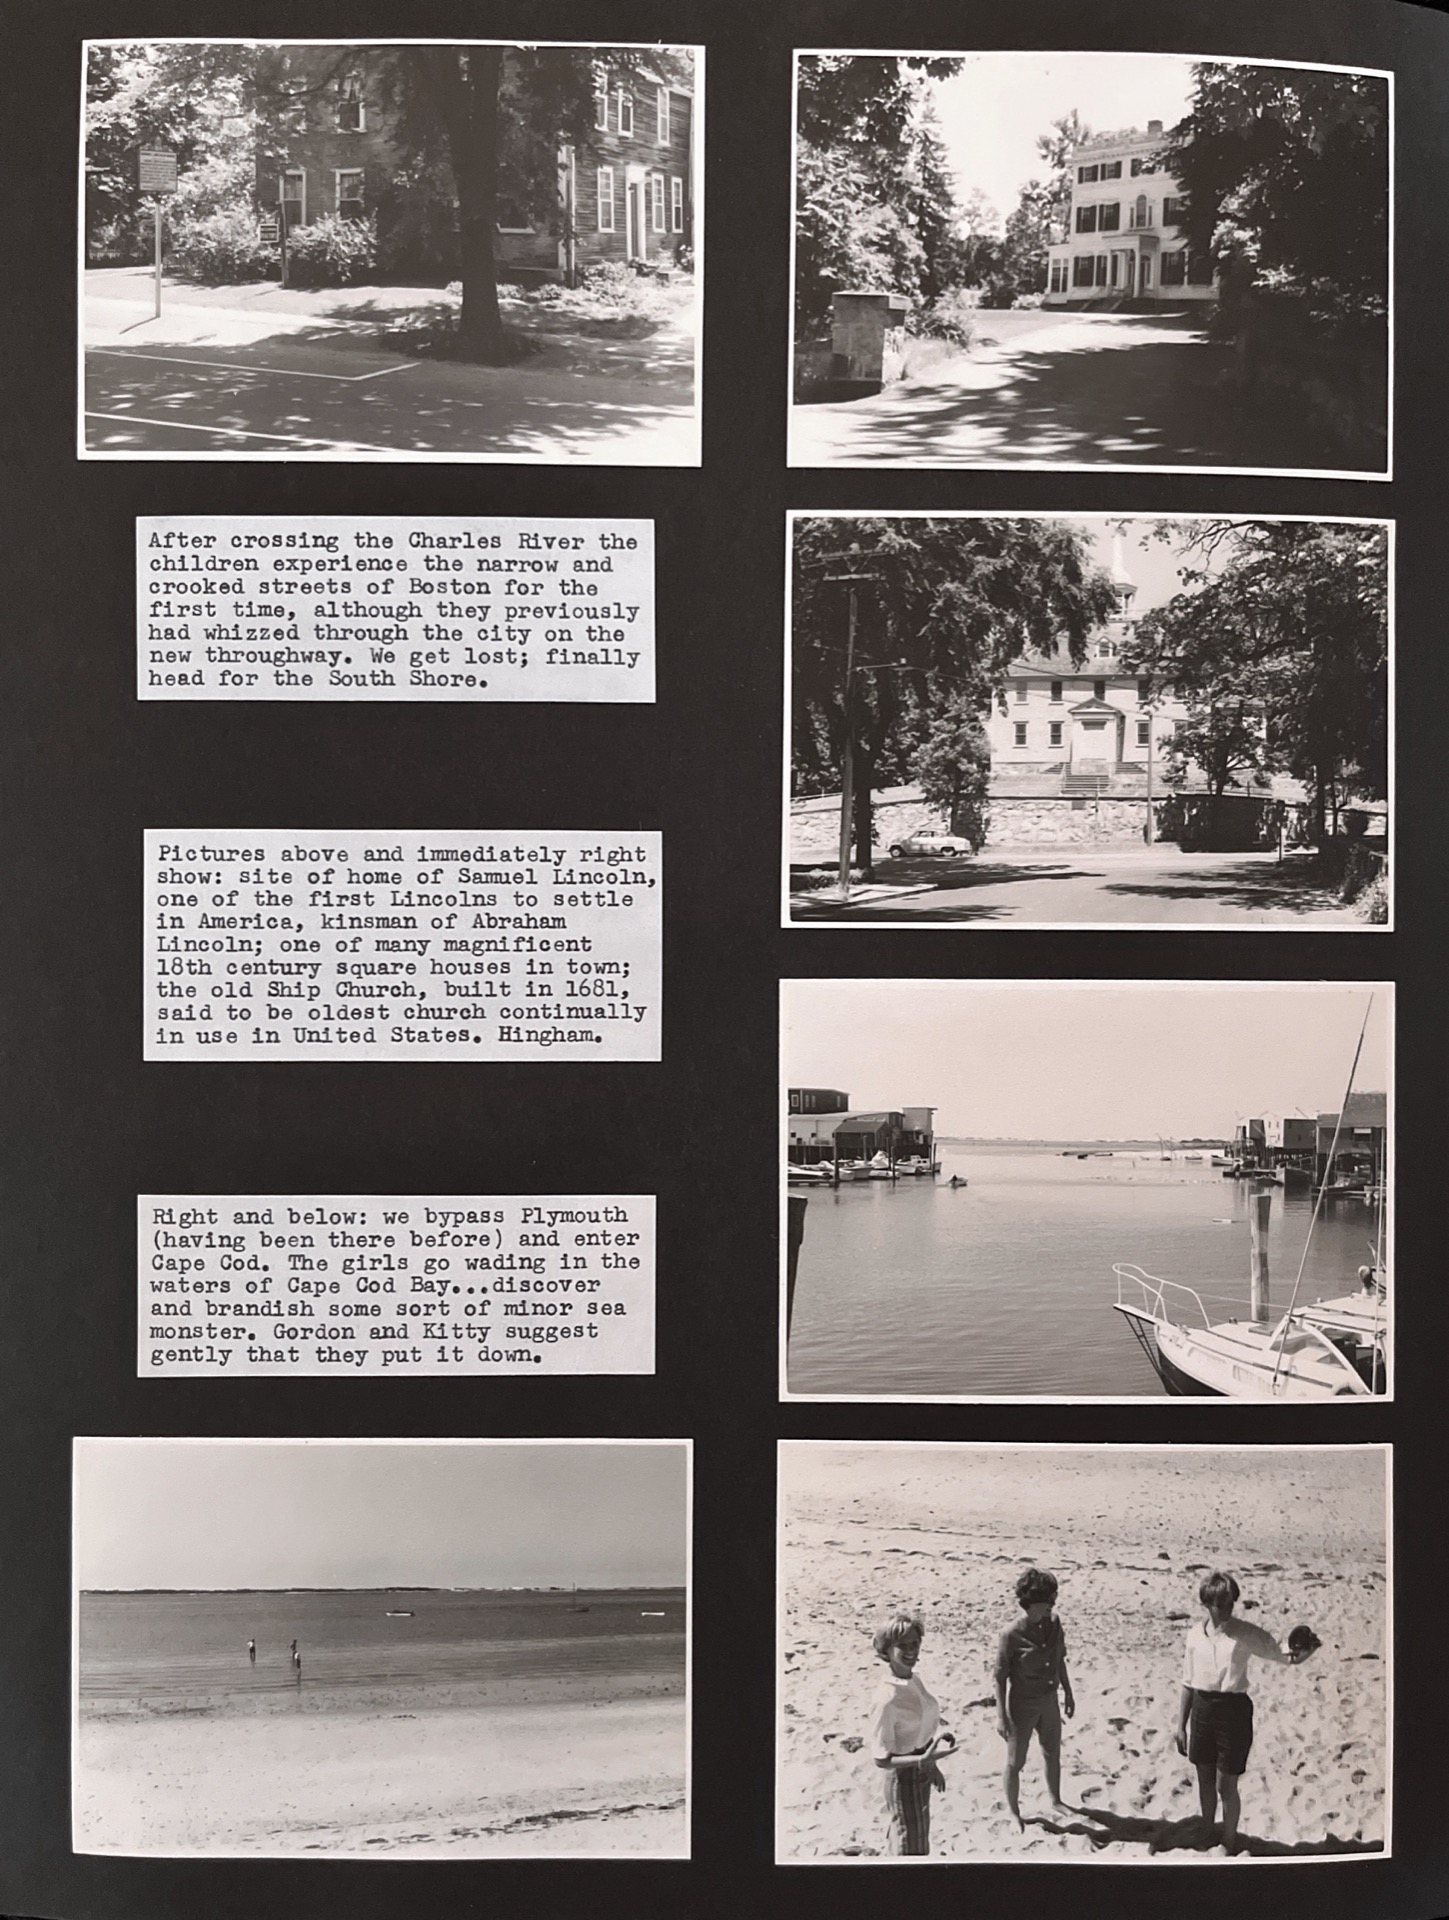 After crossing the Charles River the
children experience the narrow and
crooked streets of Boston for the
first time, although they previously
had whizzed through the city on the
new throughway. We get lost; finally
head for the South Shore.
Pictures above and immediately right
show: site of home of Samuel Lincoln,
one of the first Lincolns to settle
in America, kinsman of Abraham
Lincoln; one of many magnificent
18th century square houses in town;
the old Ship Church, built in 1681,
said to be oldest church continually
in use in United States. Hingham.
Right and below: we bypass Plymouth
(having been there before) and enter
Cape Cod. The girls go wading in the
waters of Cape Cod Bay...discover
and brandish some sort of minor sea
monster. Gordon and Kitty suggest
gently that they put it down.